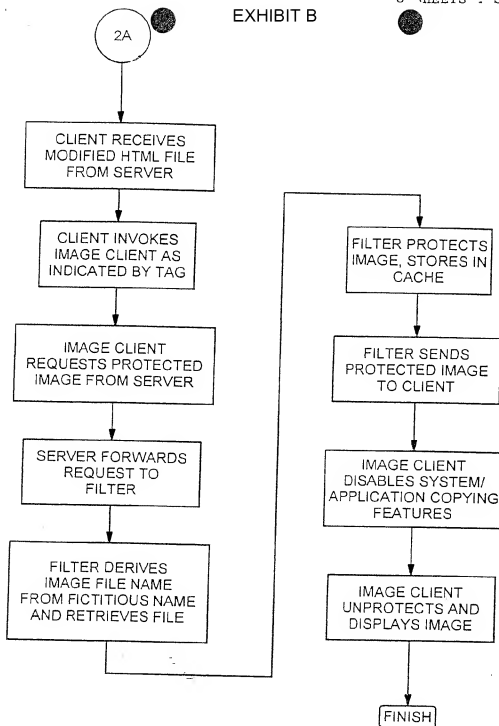 EXHIBIT B
2A
CLIENT RECEIVES
MODIFIED HTML FILE
FROM SERVER
CLIENT INVOKES
IMAGE CLIENT AS
INDICATED BY TAG
IMAGE CLIENT
REQUESTS PROTECTED
IMAGE FROM SERVER
SERVER FORWARDS
REQUEST TO
FILTER
FILTER DERIVES
IMAGE FILE NAME
FROM FICTITIOUS NAME
AND RETRIEVES FILE
FILTER PROTECTS
IMAGE, STORES IN
CACHE
FILTER SENDS
PROTECTED IMAGE
TO CLIENT
IMAGE CLIENT
DISABLES SYSTEM/
APPLICATION COPYING
FEATURES
IMAGE CLIENT
UNPROTECTS AND
DISPLAYS IMAGE
FINISH